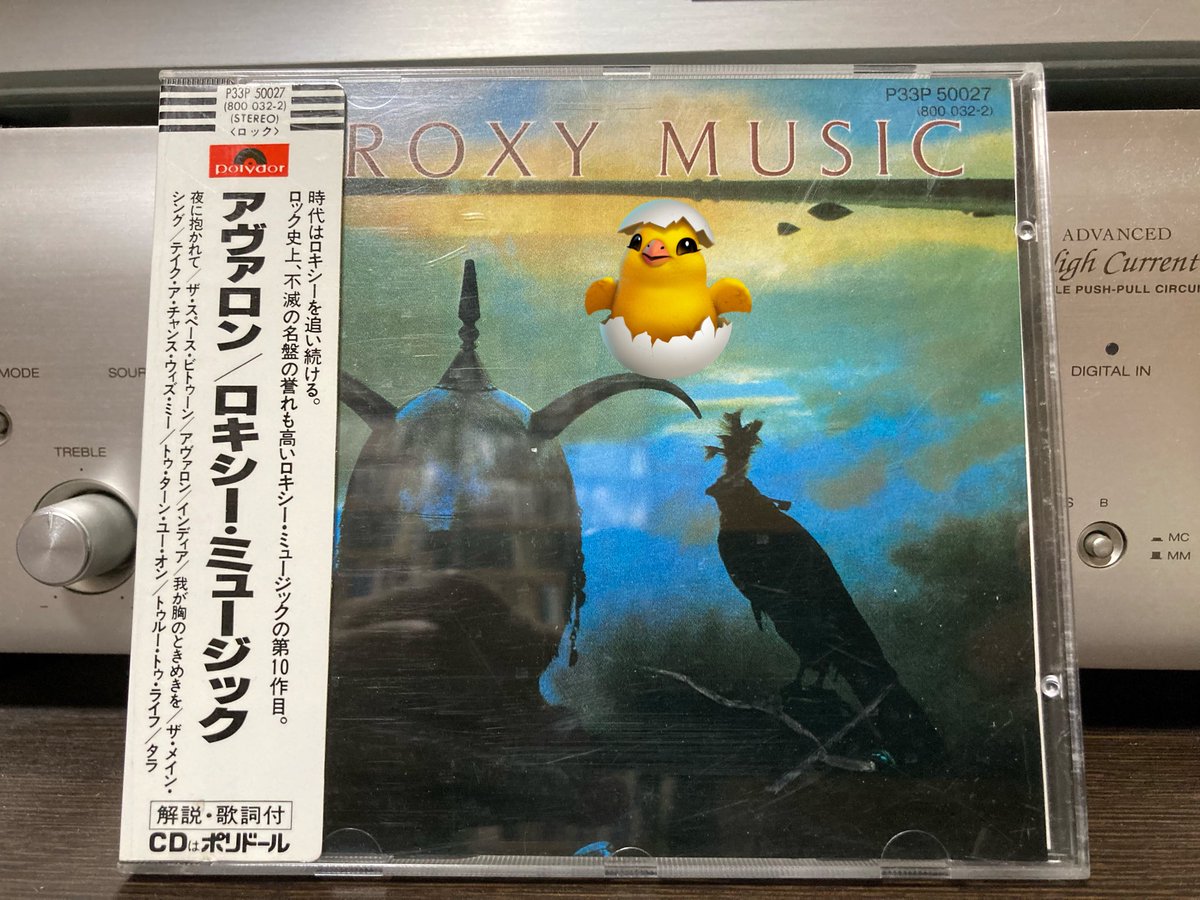 P33P 50027
(800 032-2)
(STEREO)
〈ロック〉
polydor
時代はロキシーを追い続ける。
ロック史上、不滅の名盤の誉れも高いロキシー・ミュージックの第10作目。
アヴァロン/ロキシー・ミュージック
夜に抱かれて/ザ・スペース・ビトゥーン/アヴァロン/インディア/我が胸のときめきを/ザ・メイン・
シング/テイク・ア・チャンス・ウィズ・ミー/トゥ・ターン・ユー・オン/トゥルー・トゥ・ライフ/タラ
解説・歌詞付
CDはポリドール
P33P 50027
(800 032-2)
ROXY MUSIC
MODE
SOUR
TREBLE
-
ADVANCED
High Current
LE PUSH-PULL CIRCU
DIGITAL IN
S B
MC
MM